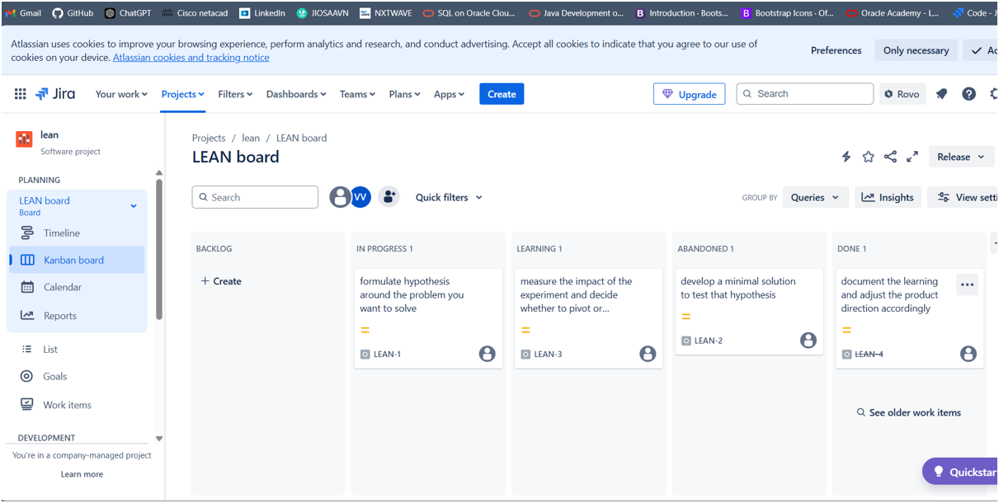 Gmail GitHub ChatGPT Cisco netacad LinkedIn JIOSAAVN NXTWAVE SQL on Oracle Clou... Java Development o... Introduction · Boots... Bootstrap Icons · Of... Oracle Academy - L... Code - J
Atlassian uses cookies to improve your browsing experience, perform analytics and research, and conduct advertising. Accept all cookies to indicate that you agree to our use of
cookies on your device. Atlassian cookies and tracking notice
Preferences Only necessary Ac
Jira Your work Projects Filters Dashboards Teams Plans Apps Create Upgrade Search Rovo
lean
Software project
PLANNING
LEAN board
Board
Timeline
Kanban board
Calendar
Reports
List
Goals
Work items
DEVELOPMENT
You're in a company-managed project
Learn more
Projects / lean / LEAN board
LEAN board
Release
Search VV Quick filters GROUP BY Queries Insights View setti
BACKLOG
+ Create
IN PROGRESS 1
formulate hypothesis
around the problem you
want to solve
LEAN-1
LEARNING 1
measure the impact of the
experiment and decide
whether to pivot or...
LEAN-3
ABANDONED 1
develop a minimal solution
to test that hypothesis
LEAN-2
DONE 1
document the learning
and adjust the product
direction accordingly
LEAN-4
See older work items
Quickstar